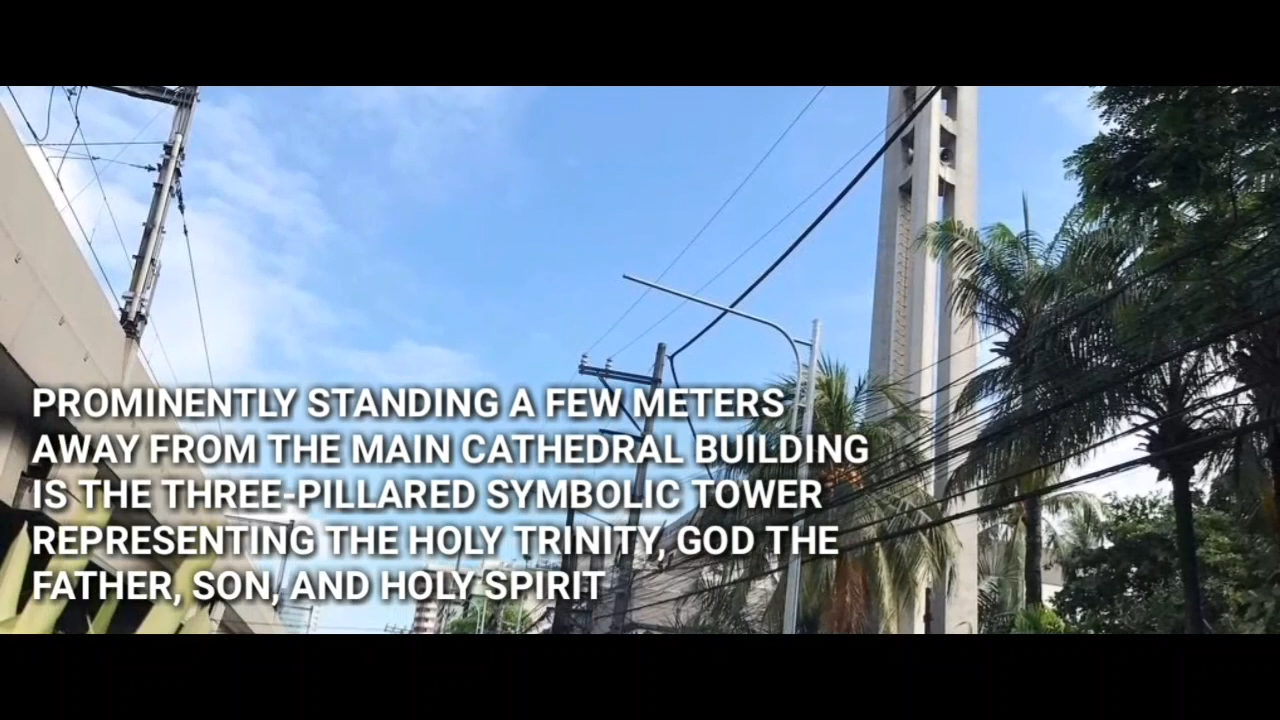 PROMINENTLY STANDING A FEW METERS
AWAY FROM THE MAIN CATHEDRAL BUILDING
IS THE THREE-PILLARED SYMBOLIC TOWER
REPRESENTING THE HOLY TRINITY, GOD THE
FATHER, SON, AND HOLY SPIRIT